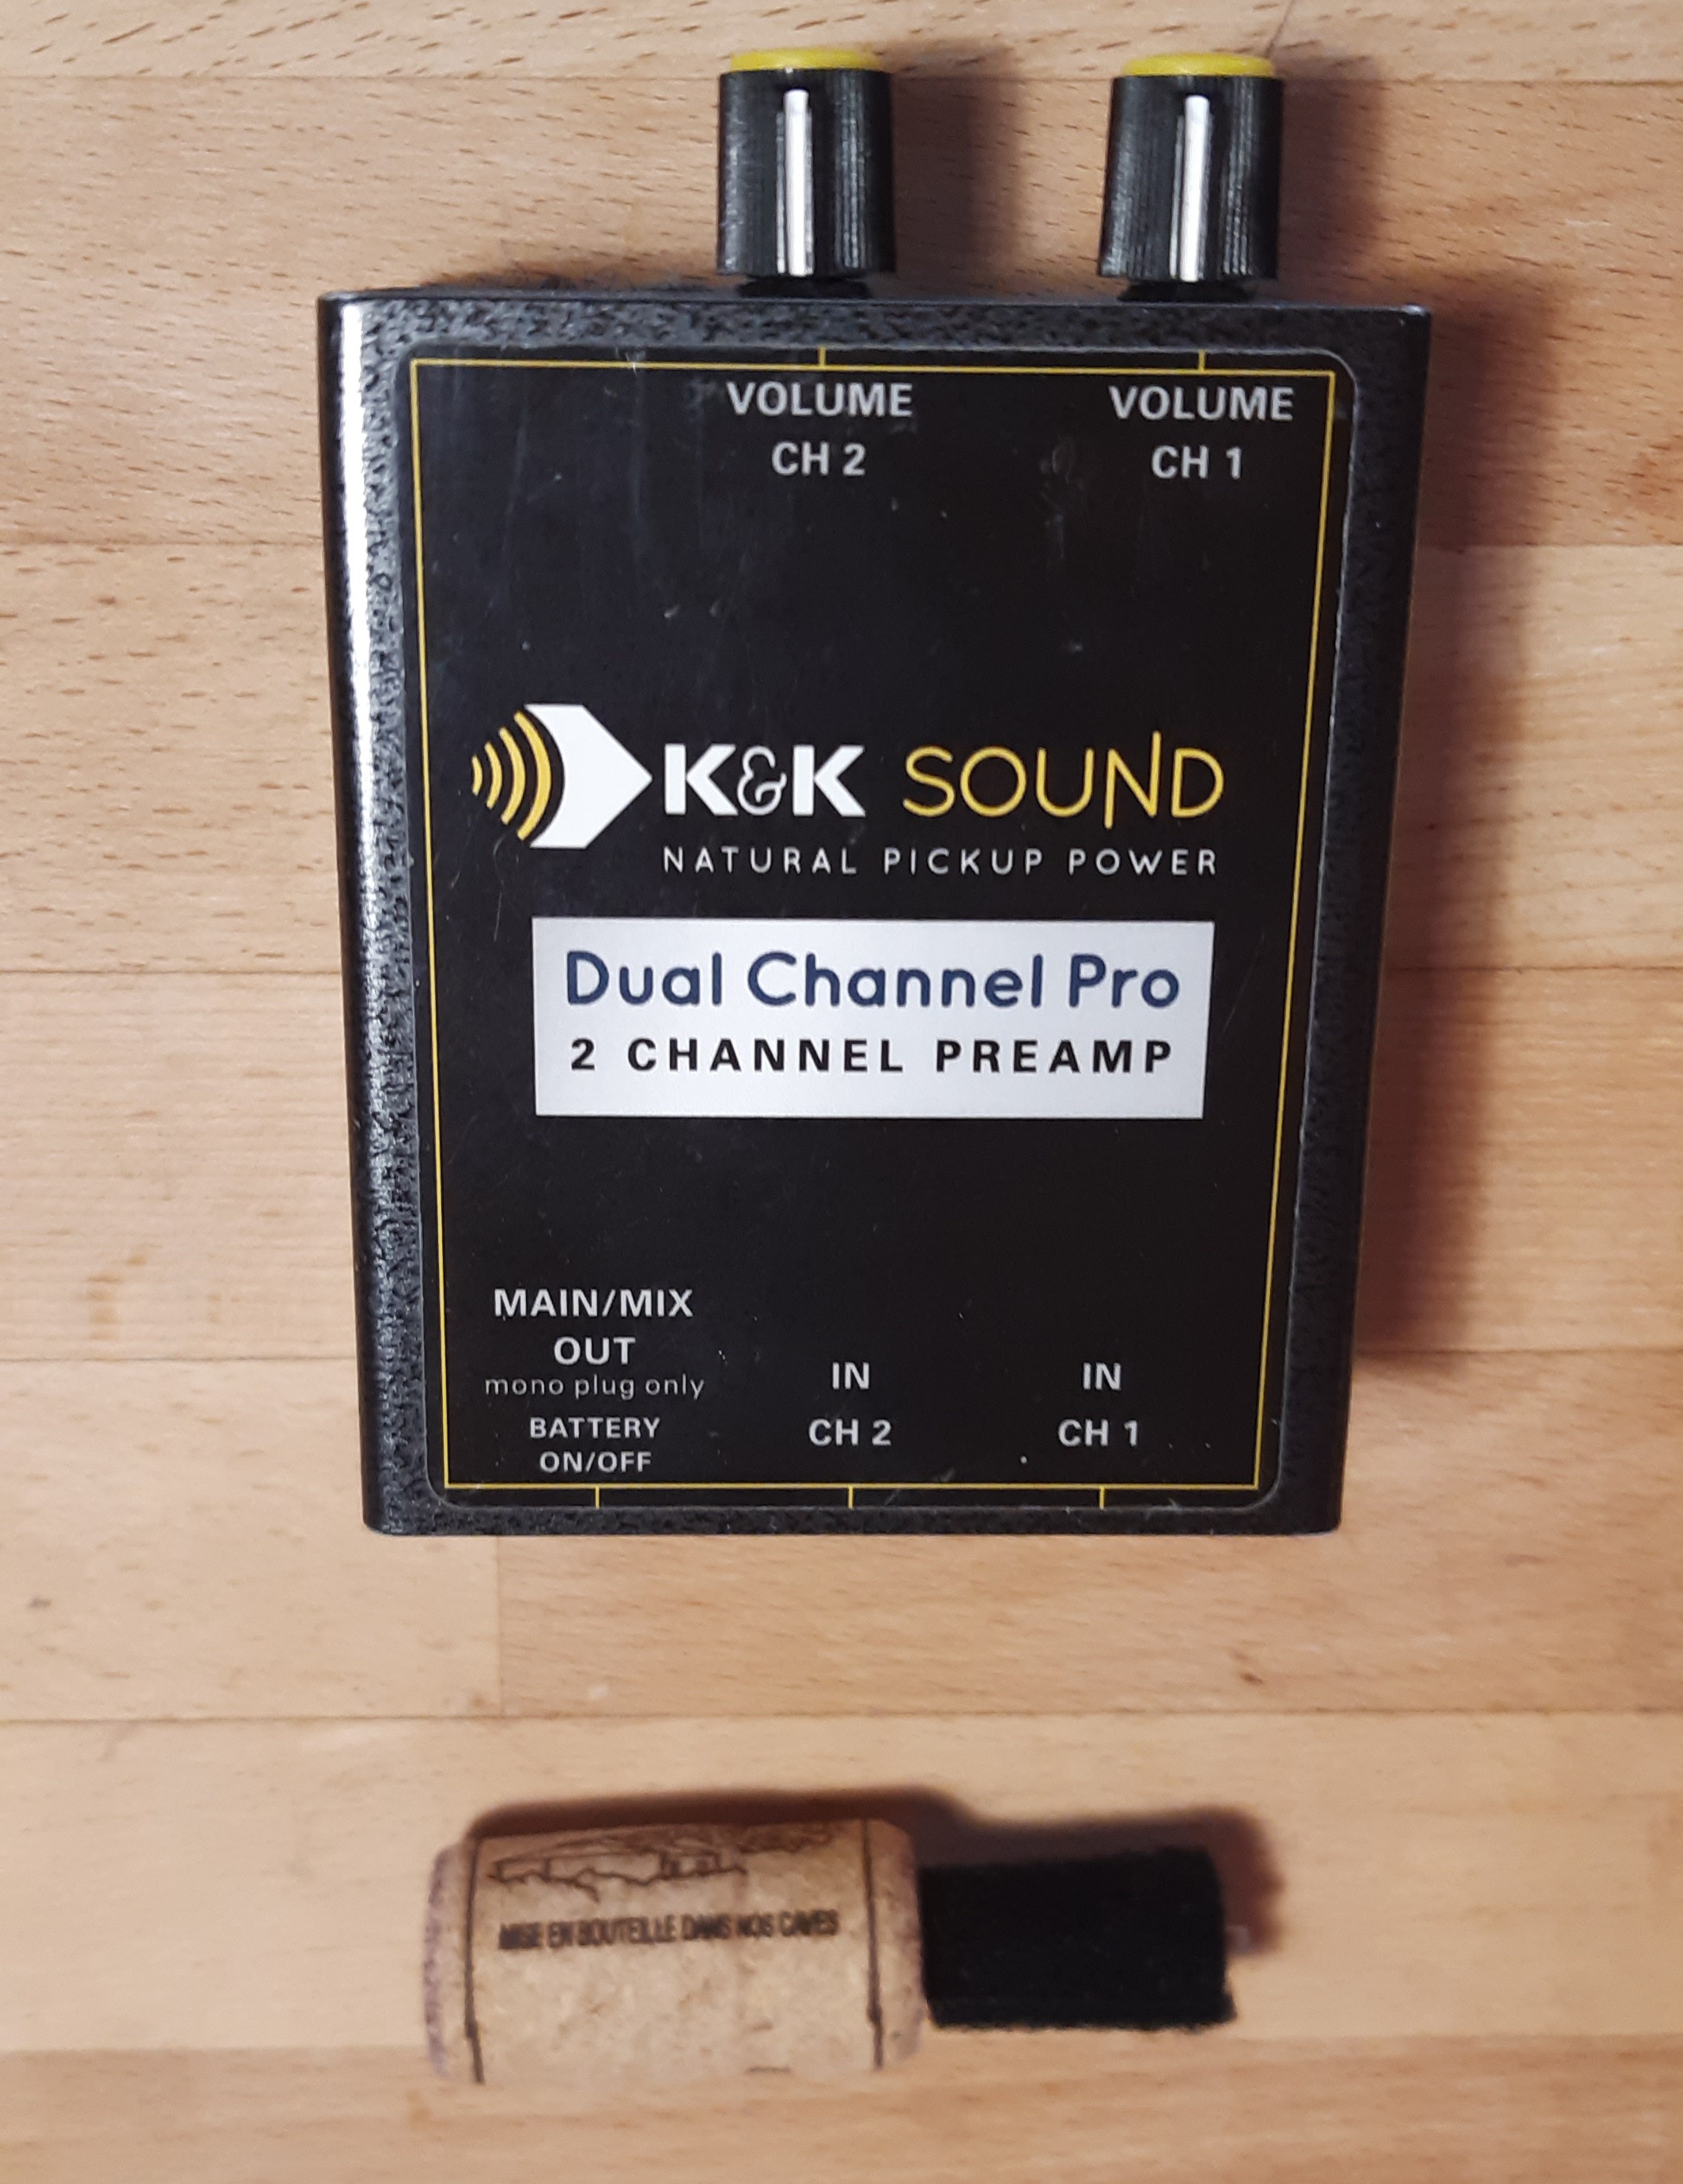 VOLUME VOLUME
CH 2 CH 1
K&K SOUND
NATURAL PICKUP POWER
Dual Channel Pro
2 CHANNEL PREAMP
MAIN/MIX
OUT
mono plug only
BATTERY
ON/OFF
IN IN
CH 2 CH 1
MISE EN BOUTEILLE DANS NOS CAVES